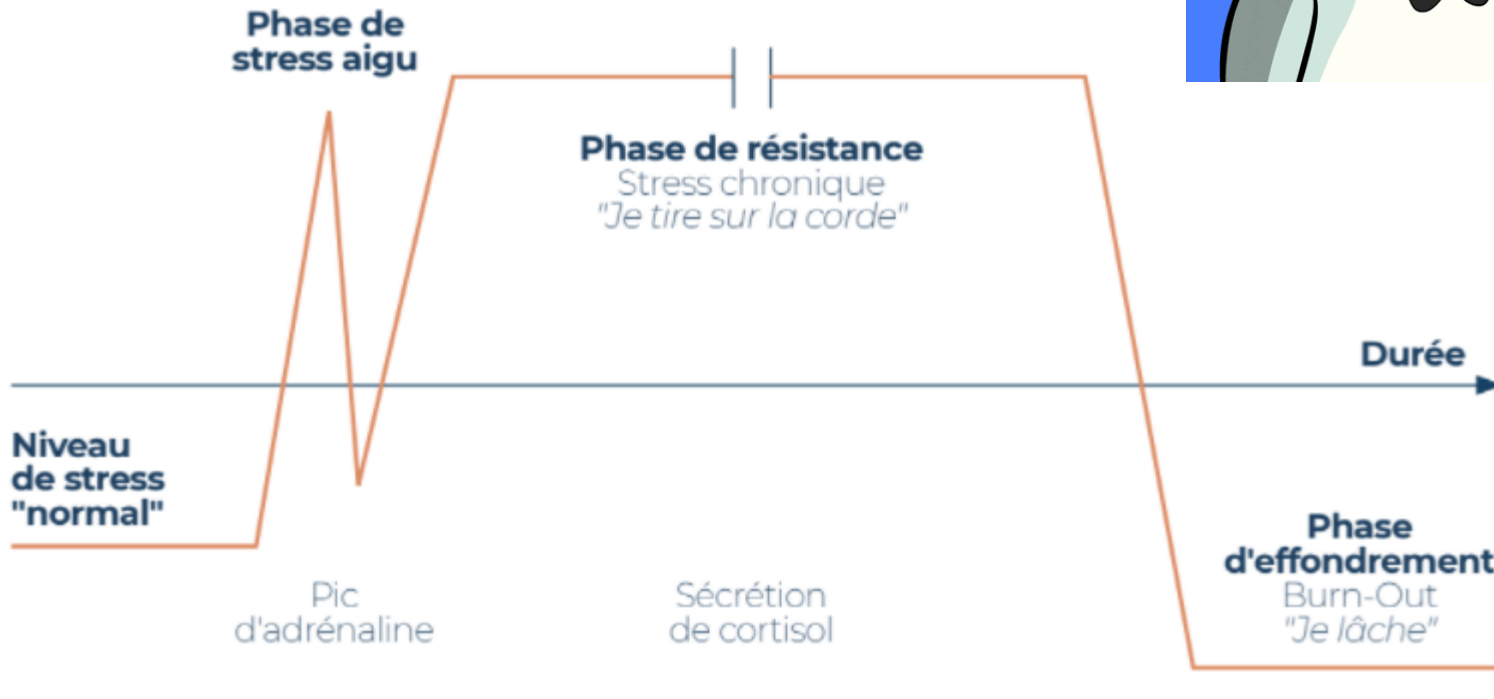 Phase de
stress aigu
Phase de résistance
Stress chronique
"Je tire sur la corde"
Durée
Niveau
de stress
"normal"
Pic
d'adrénaline
Sécrétion
de cortisol
Phase
d'effondrement
Burn-Out
"Je lâche"